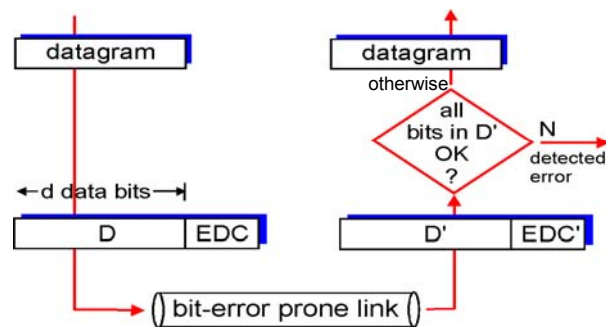 datagram
d data bits
D
EDC
bit-error prone link
datagram
otherwise
all
bits in D'
OK
?
N
detected
error
D'
EDC'